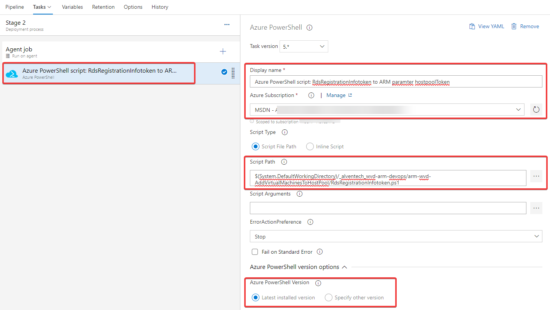 Pipeline Tasks Variables Retention Options History
Stage 2
Deployment process
Agent job
Run on agent
Azure PowerShell script: RdsRegistrationInfotoken to AR...
Azure PowerShell
Azure PowerShell
View YAML
Remove
Task version 5.*
Display name *
Azure PowerShell script: RdsRegistrationInfotoken to ARM paramter hostpoolToken
Azure Subscription * | Manage
MSDN -
Scoped to subscription
Script Type
Script File Path Inline Script
Script Path
$(System.DefaultWorkingDirectory)/_alventech_wvd-arm-devops/arm-wvd-
AddVirtualMachinesToHostPool/RdsRegistrationInfotoken.ps1
Script Arguments
ErrorActionPreference
Stop
Fail on Standard Error
Azure PowerShell version options
Azure PowerShell Version
Latest installed version Specify other version